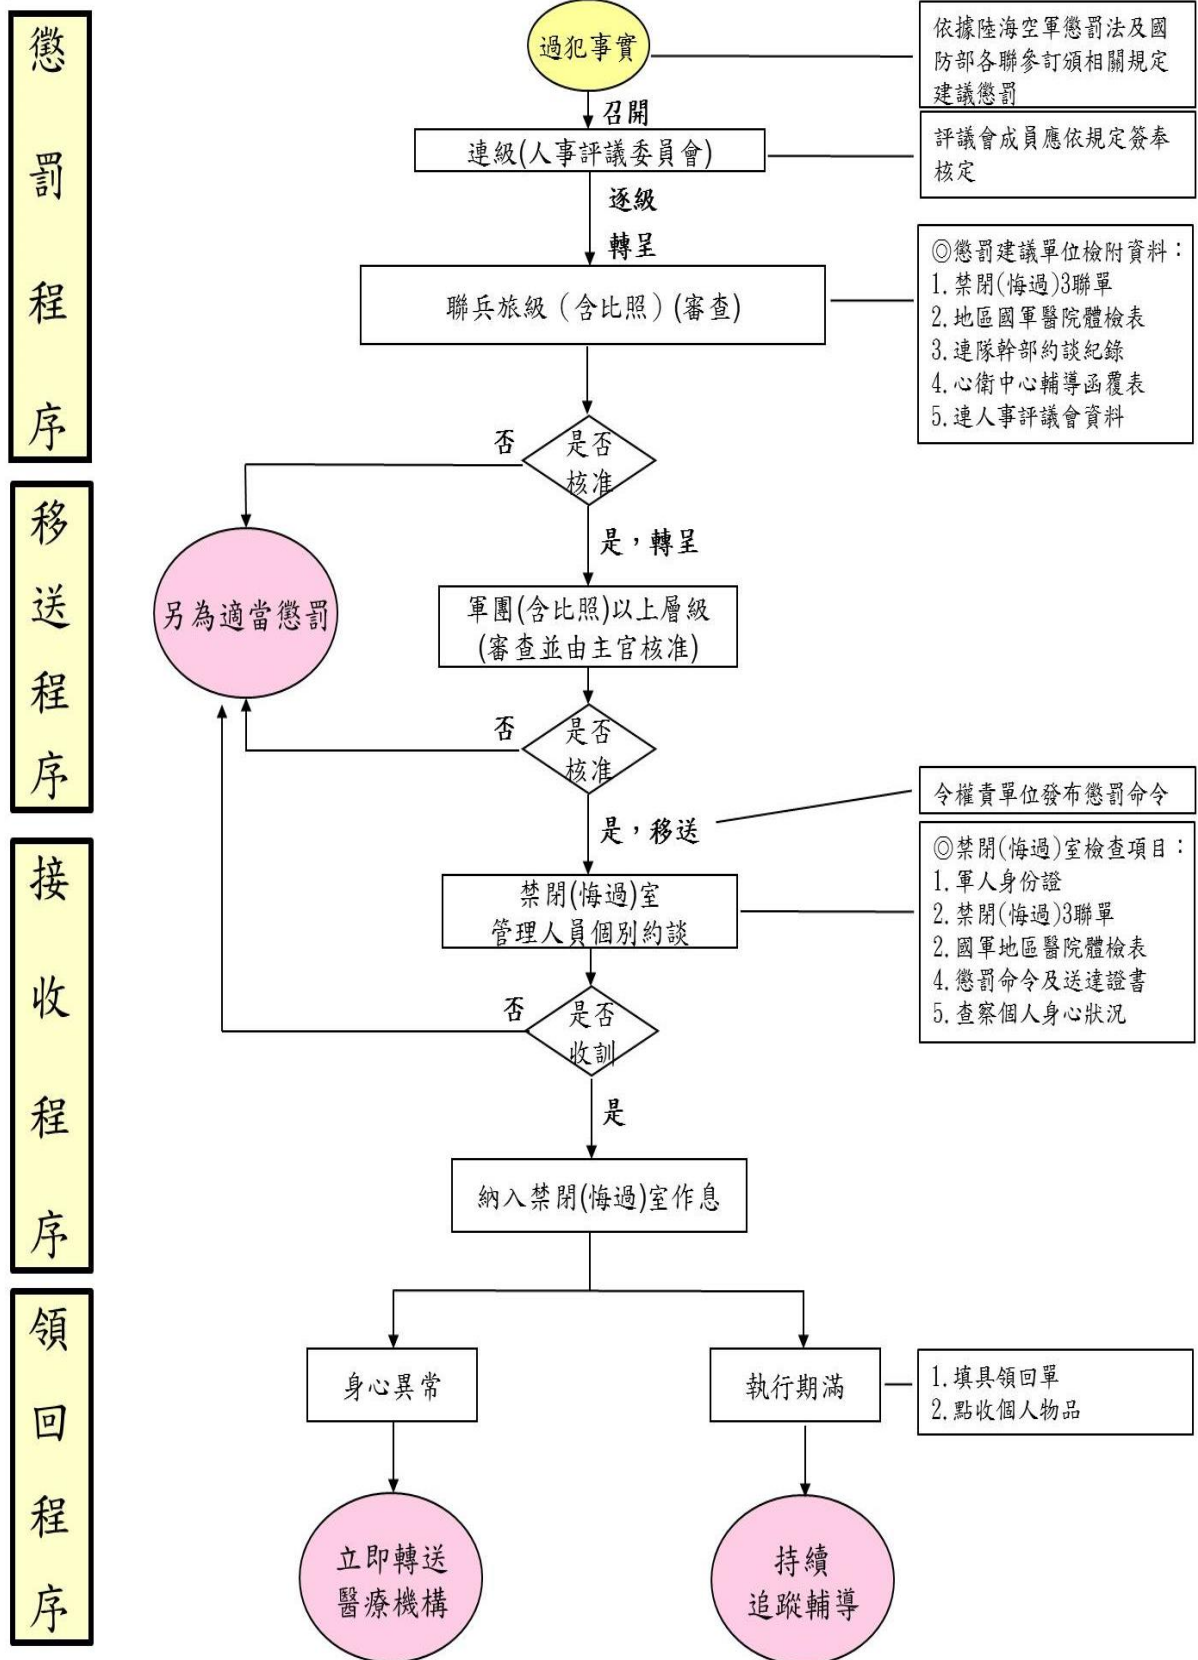 懲罰程序
過犯事實
依據陸海空軍懲罰法及國
防部各聯參訂頒相關規定
建議懲罰
召開
連級(人事評議委員會)
評議會成員應依規定簽奉
核定
逐級
轉呈
聯兵旅級（含比照）(審查)
◎懲罰建議單位檢附資料：
1.禁閉(悔過)3聯單
2.地區國軍醫院體檢表
3.連隊幹部約談紀錄
4.心衛中心輔導函覆表
5.連人事評議會資料
是否
核准
否
移送程序
是，轉呈
另為適當懲罰
軍團(含比照)以上層級
(審查並由主官核准)
否
是否
核准
是，移送
令權責單位發布懲罰命令
接收程序
禁閉(悔過)室
管理人員個別約談
◎禁閉(悔過)室檢查項目：
1.軍人身份證
2.禁閉(悔過)3聯單
2.國軍地區醫院體檢表
4.懲罰命令及送達證書
5.查察個人身心狀況
否
是否
收訓
是
納入禁閉(悔過)室作息
領回程序
身心異常
執行期滿
1.填具領回單
2.點收個人物品
立即轉送
醫療機構
持續
追蹤輔導